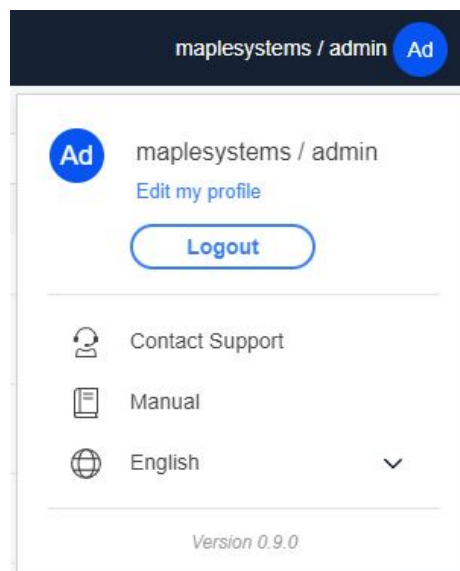 maplesystems / admin Ad
Ad maplesystems / admin
Edit my profile
Logout
Contact Support
Manual
English
Version 0.9.0